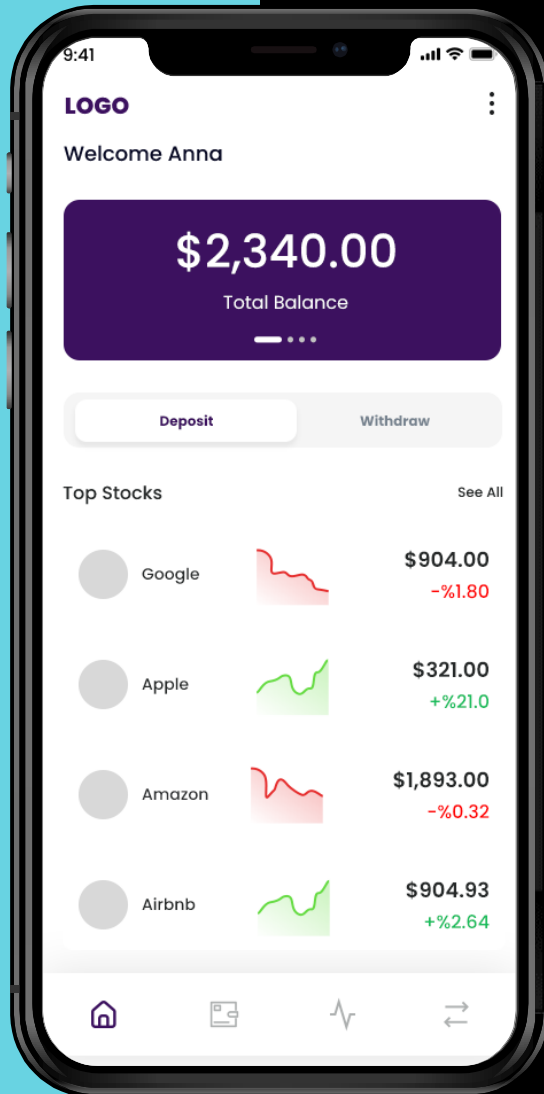 9:41
LOGO
Welcome Anna
$2,340.00
Total Balance
Deposit Withdraw
Top Stocks See All
Google $904.00
-%1.80
Apple $321.00
+%21.0
Amazon $1,893.00
-%0.32
Airbnb $904.93
+%2.64